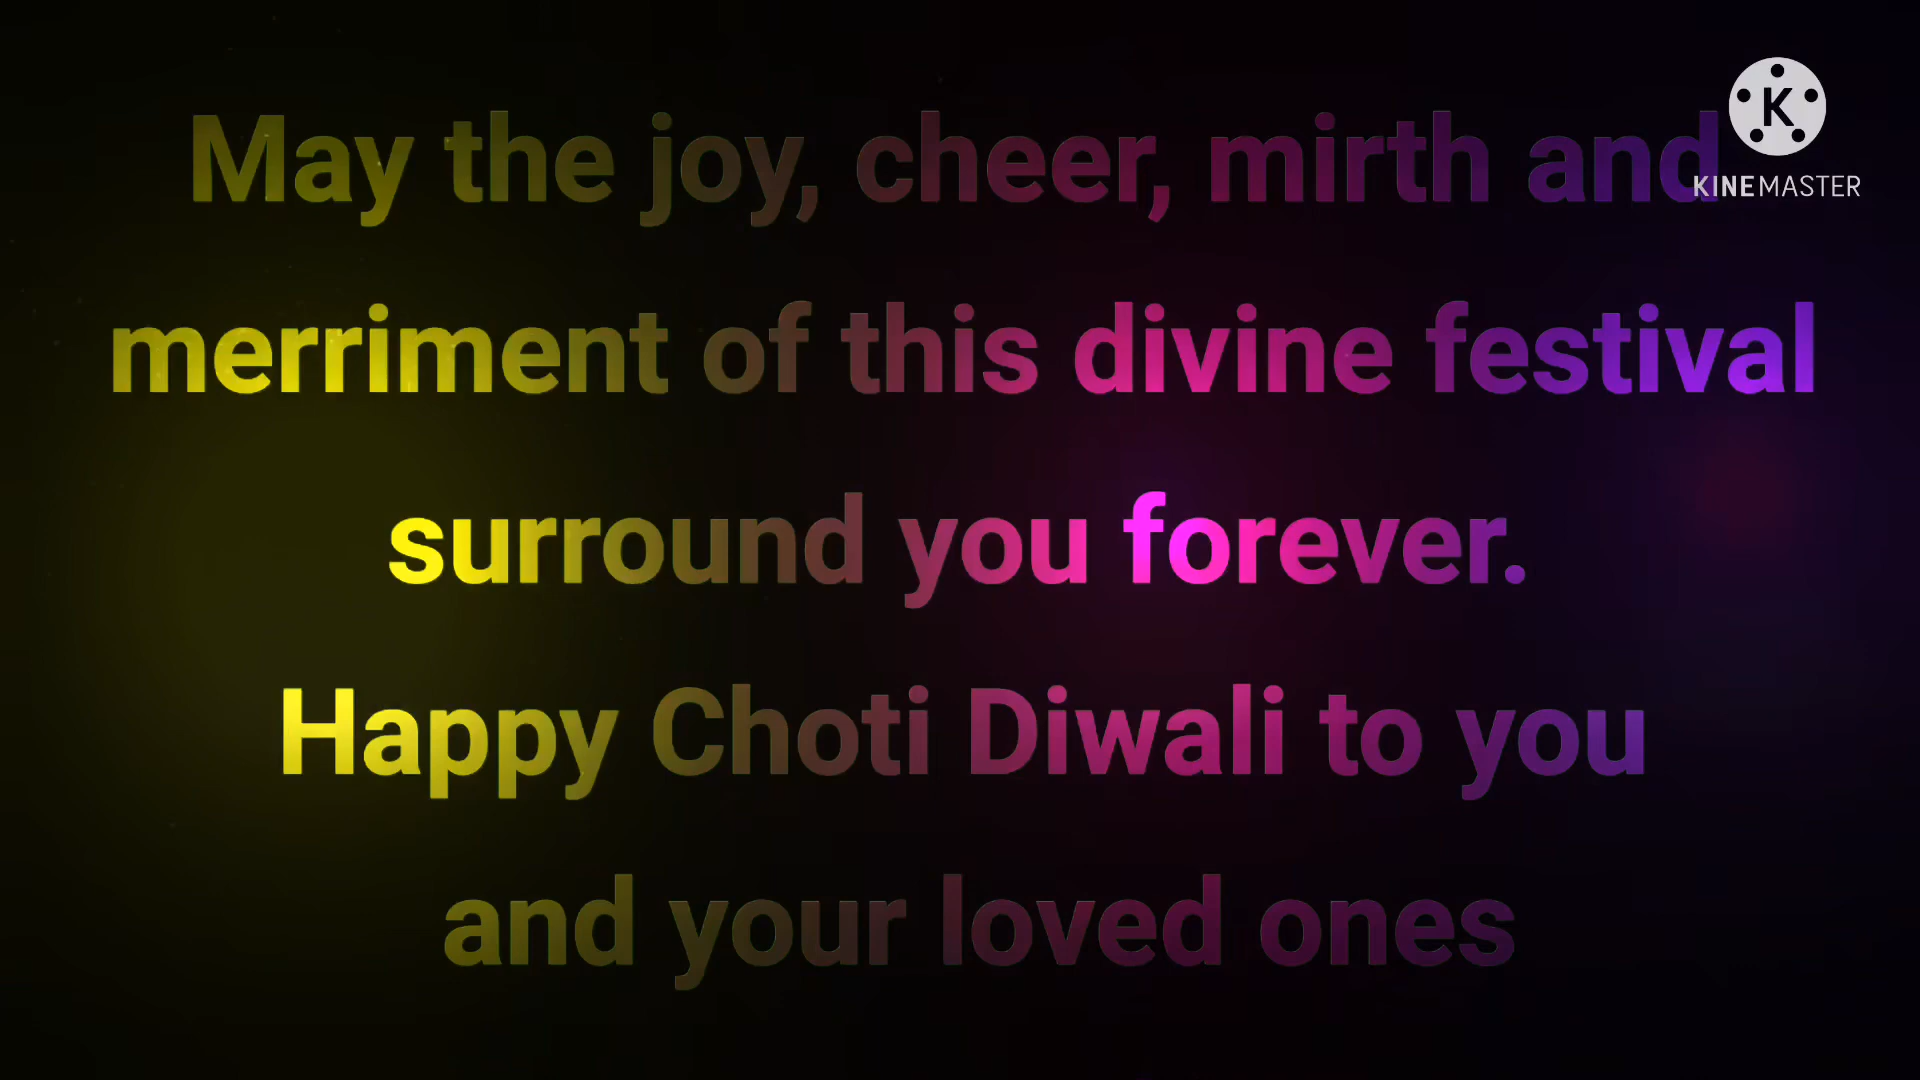 May the joy, cheer, mirth and
merriment of this divine festival
surround you forever.
Happy Choti Diwali to you
and your loved ones
K
KINEMASTER